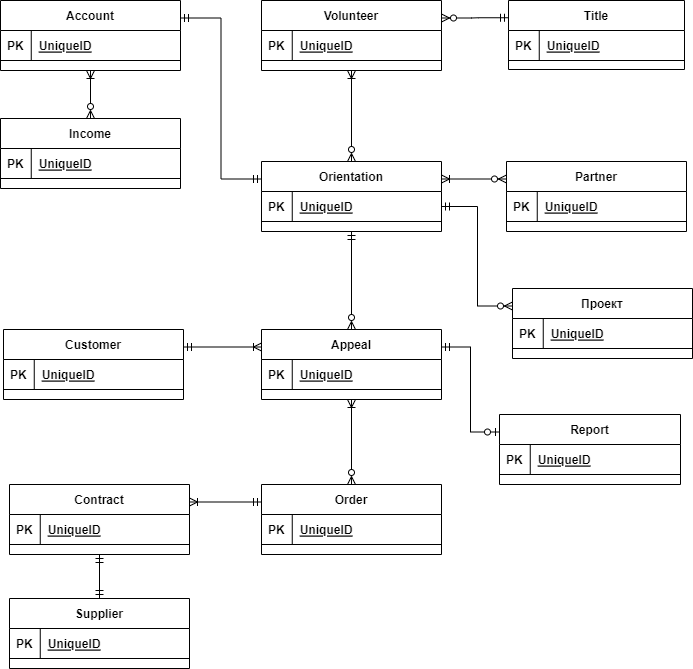 Account
PK UniqueID
Volunteer
PK UniqueID
Title
PK UniqueID
Income
PK UniqueID
Orientation
PK UniqueID
Partner
PK UniqueID
Проект
PK UniqueID
Customer
PK UniqueID
Appeal
PK UniqueID
Report
PK UniqueID
Contract
PK UniqueID
Order
PK UniqueID
Supplier
PK UniqueID